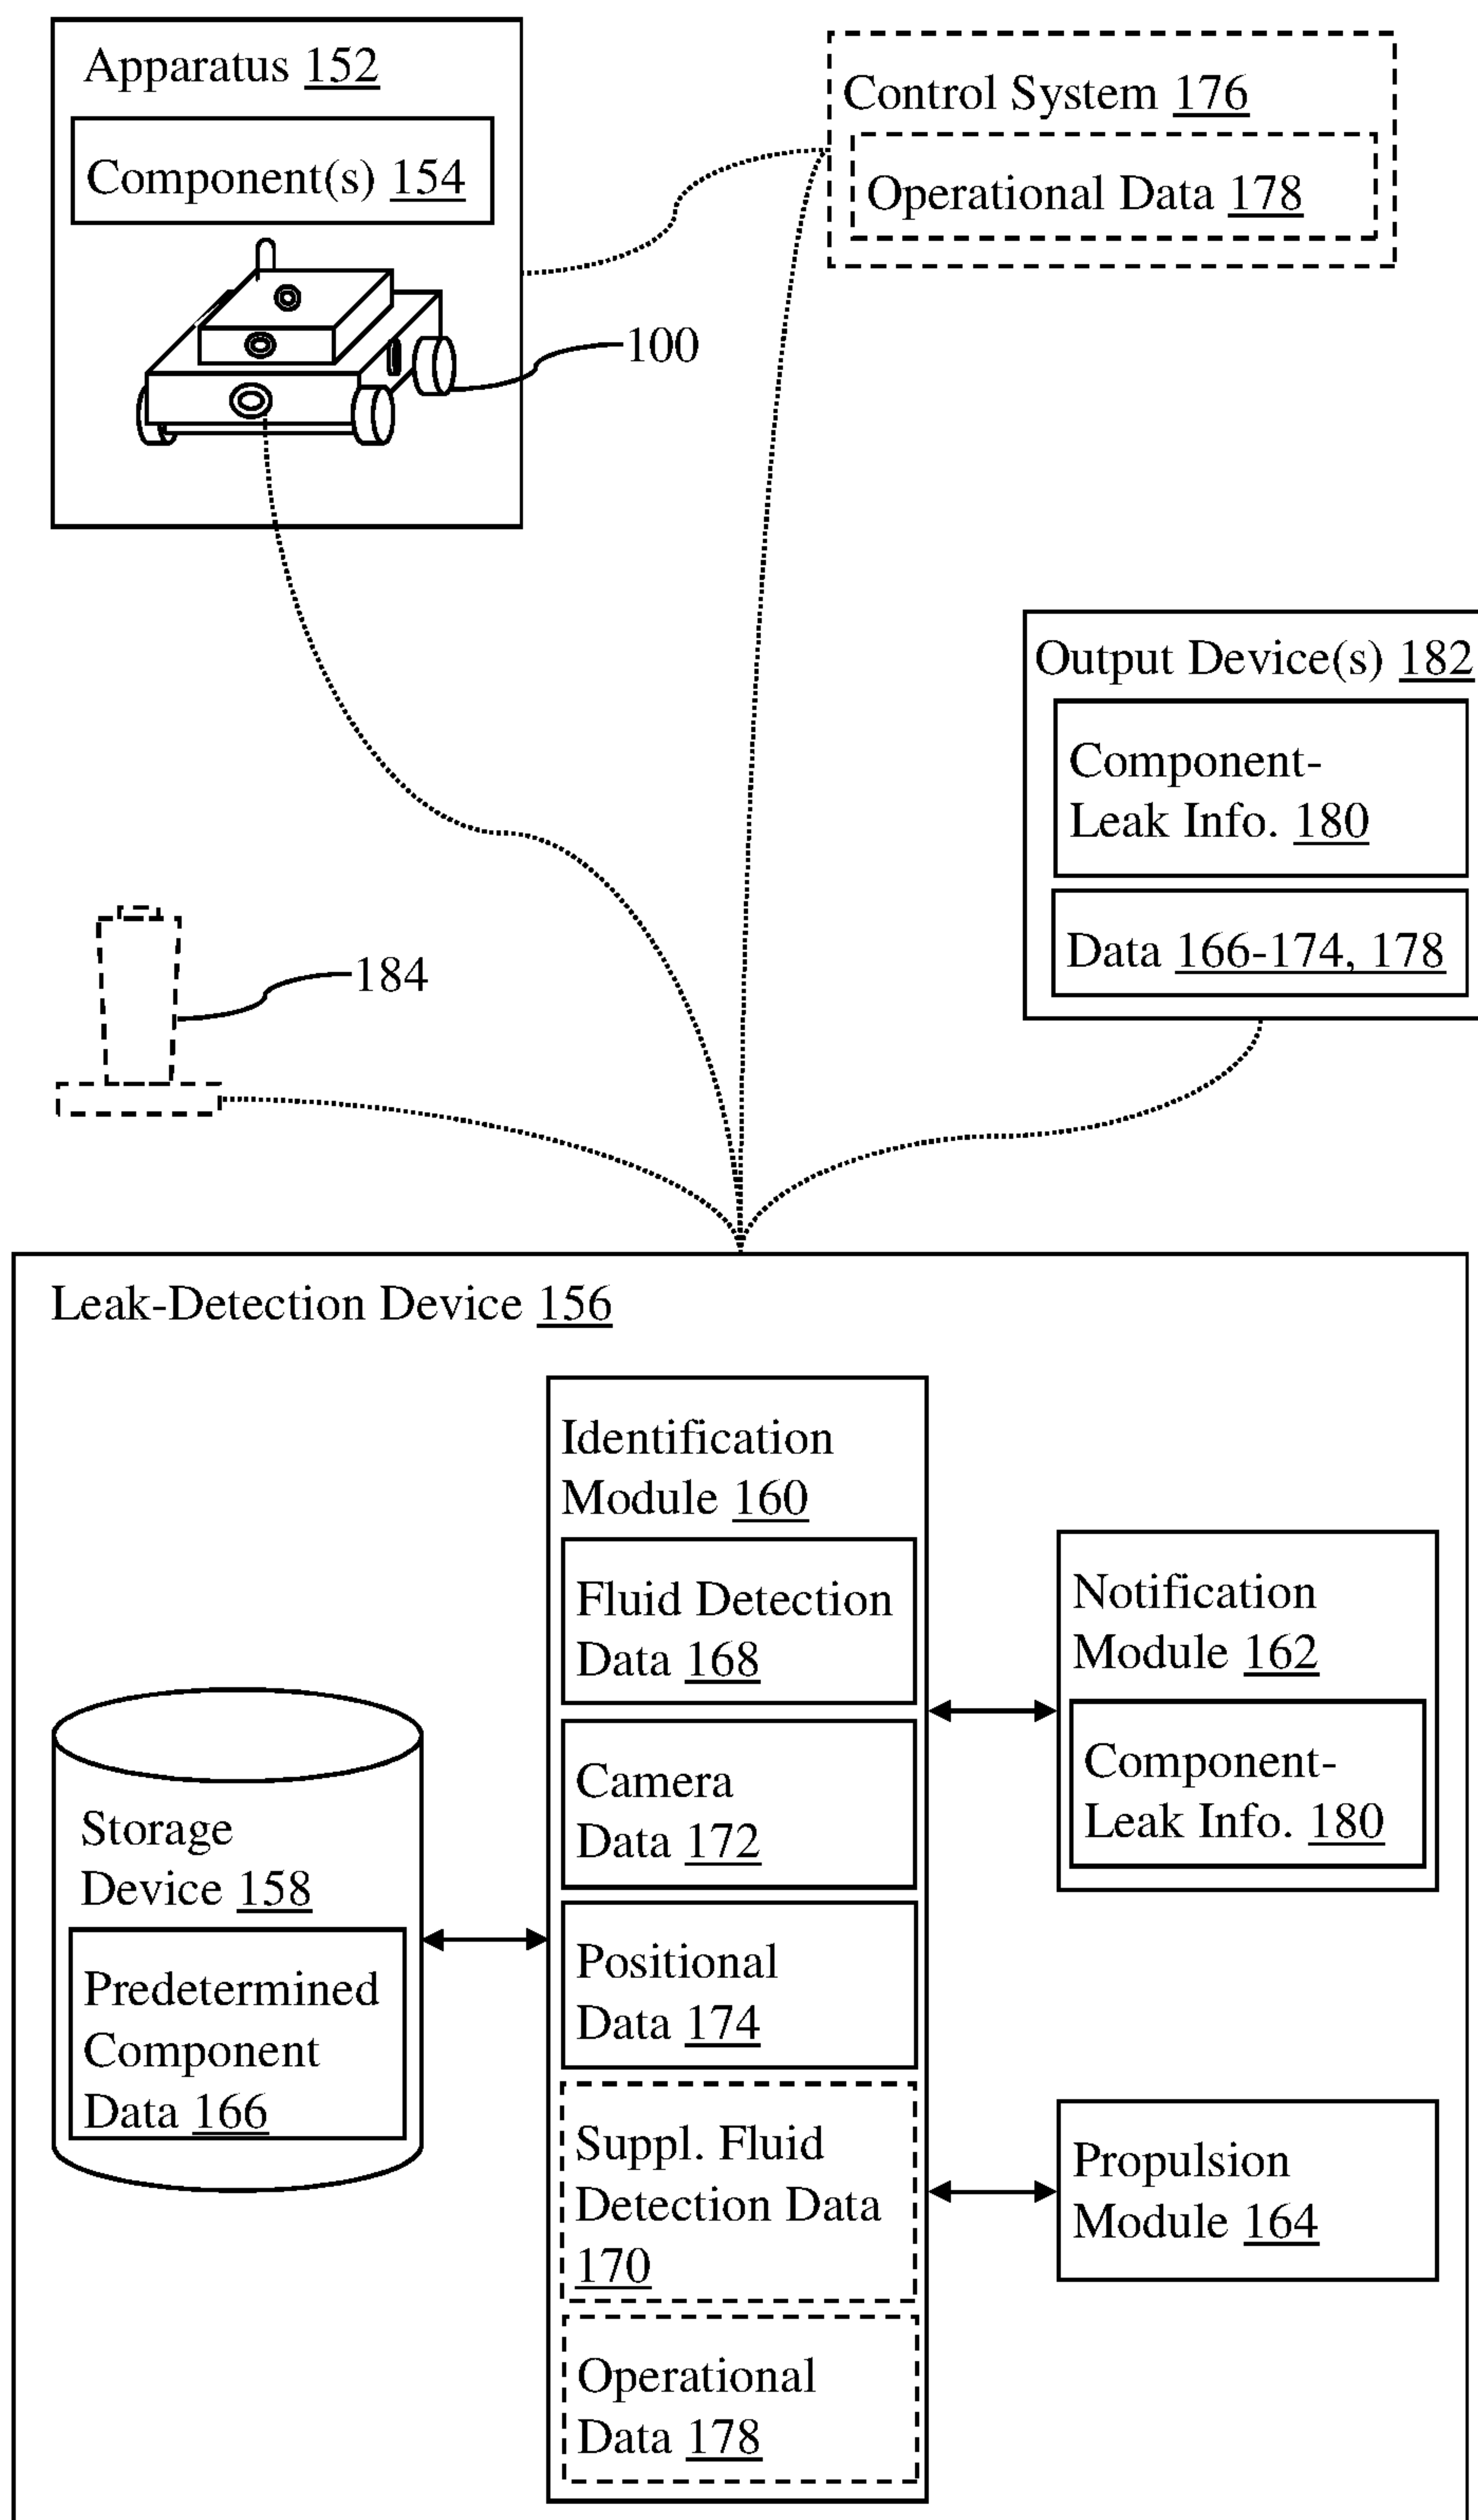 Apparatus 152
Component(s) 154
Control System 176
Operational Data 178
100
Output Device(s) 182
Component-
Leak Info. 180
Data 166-174, 178
184
Leak-Detection Device 156
Storage
Device 158
Predetermined
Component
Data 166
Identification
Module 160
Fluid Detection
Data 168
Camera
Data 172
Positional
Data 174
Suppl. Fluid
Detection Data
170
Operational
Data 178
Notification
Module 162
Component-
Leak Info. 180
Propulsion
Module 164